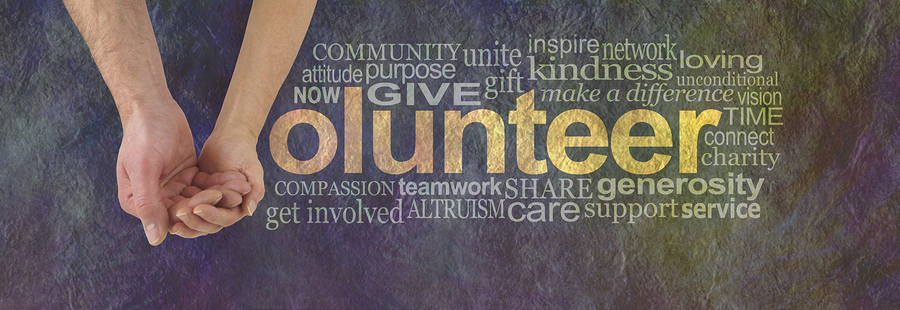 COMMUNITY unite inspire network loving
attitude purpose gift kindness unconditional
NOW GIVE make a difference vision
olunteer TIME
connect
charity
COMPASSION teamwork SHARE generosity
get involved ALTRUISM care support service